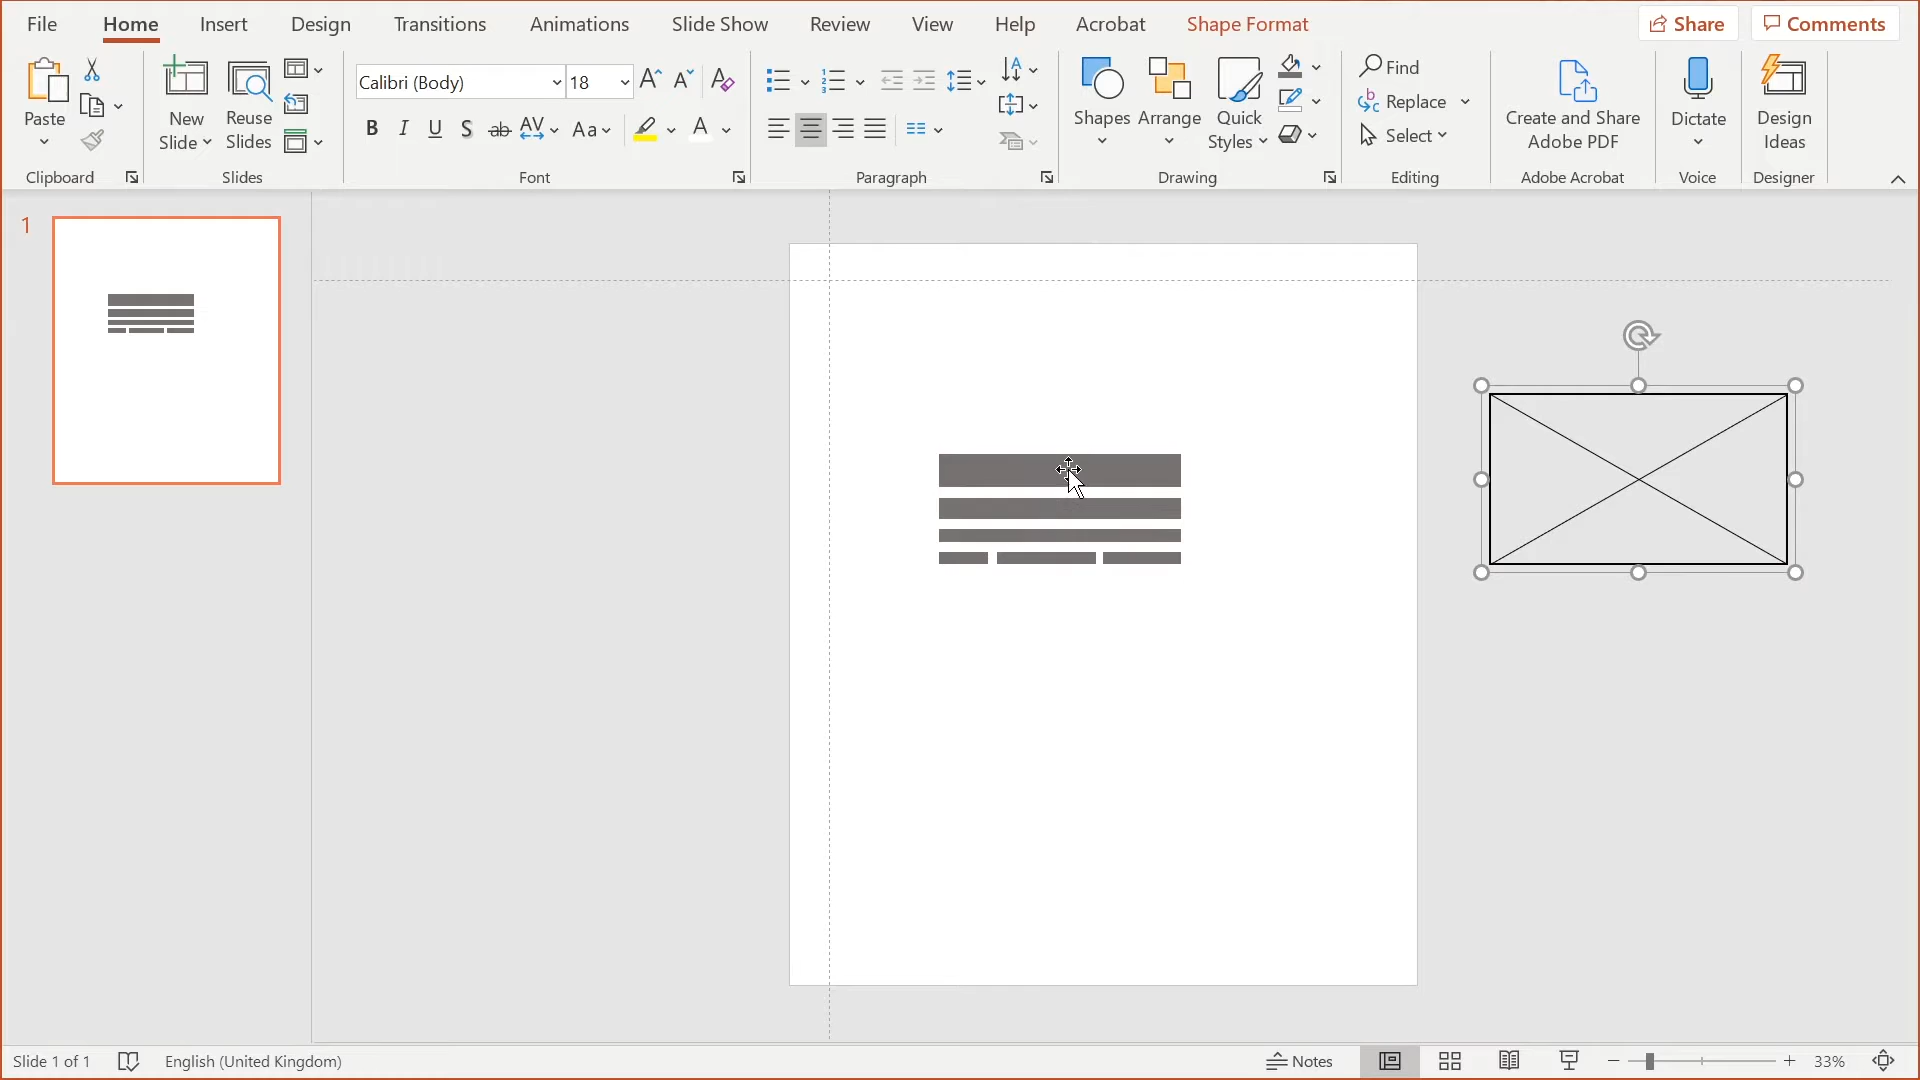 File Home Insert Design Transitions Animations Slide Show Review View Help Acrobat Shape Format Share Comments
Paste New Slide Reuse Slides
Calibri (Body) 18
B I U S ab AV Aa A
Shapes Arrange Quick Styles
Find
Replace
Select
Create and Share Adobe PDF
Dictate
Design Ideas
Clipboard Slides Font Paragraph Drawing Editing Adobe Acrobat Voice Designer
1
Slide 1 of 1 English (United Kingdom) Notes 33%